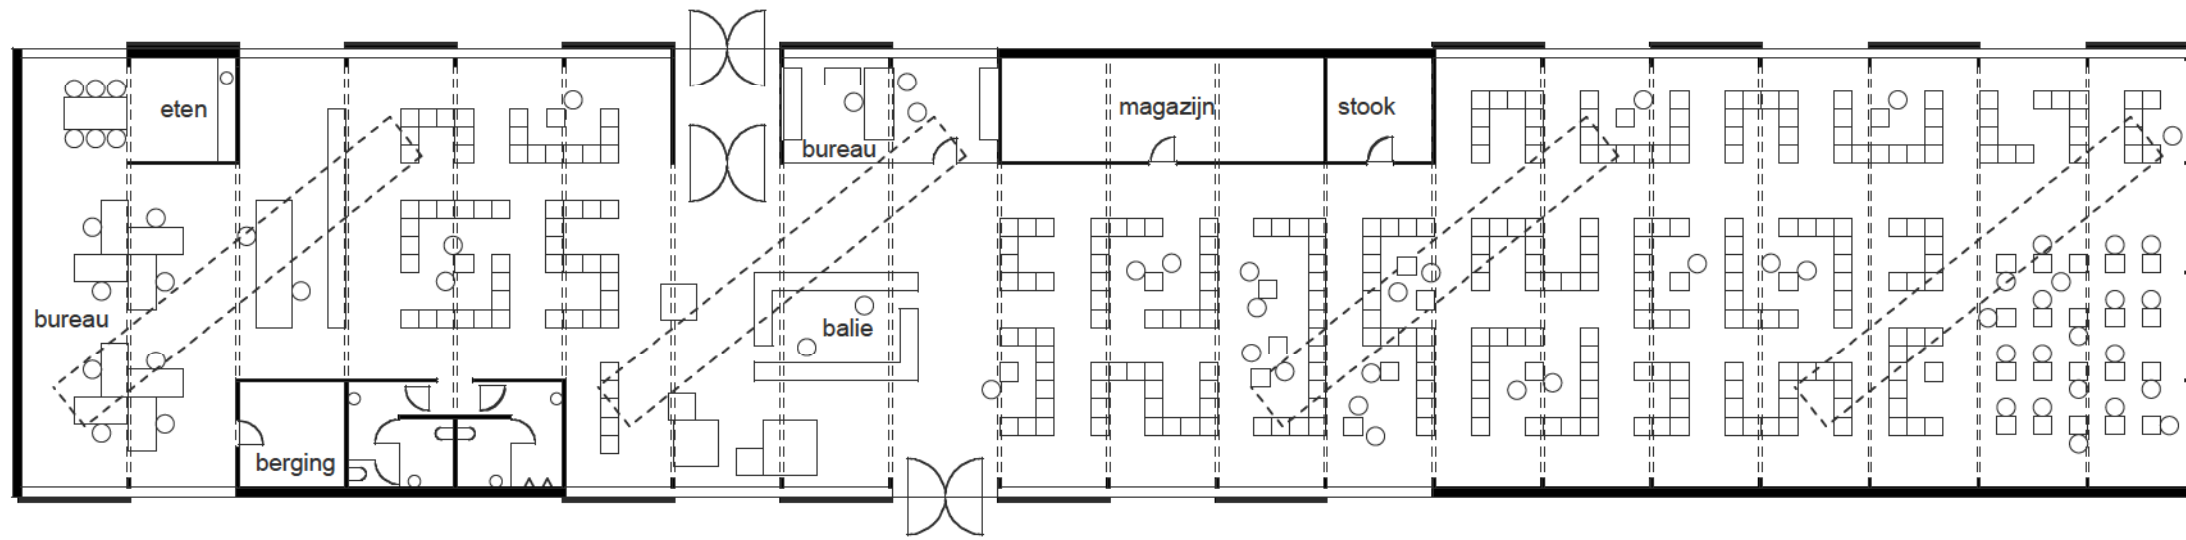 eten
bureau
magazijn
stook
bureau
balie
berging